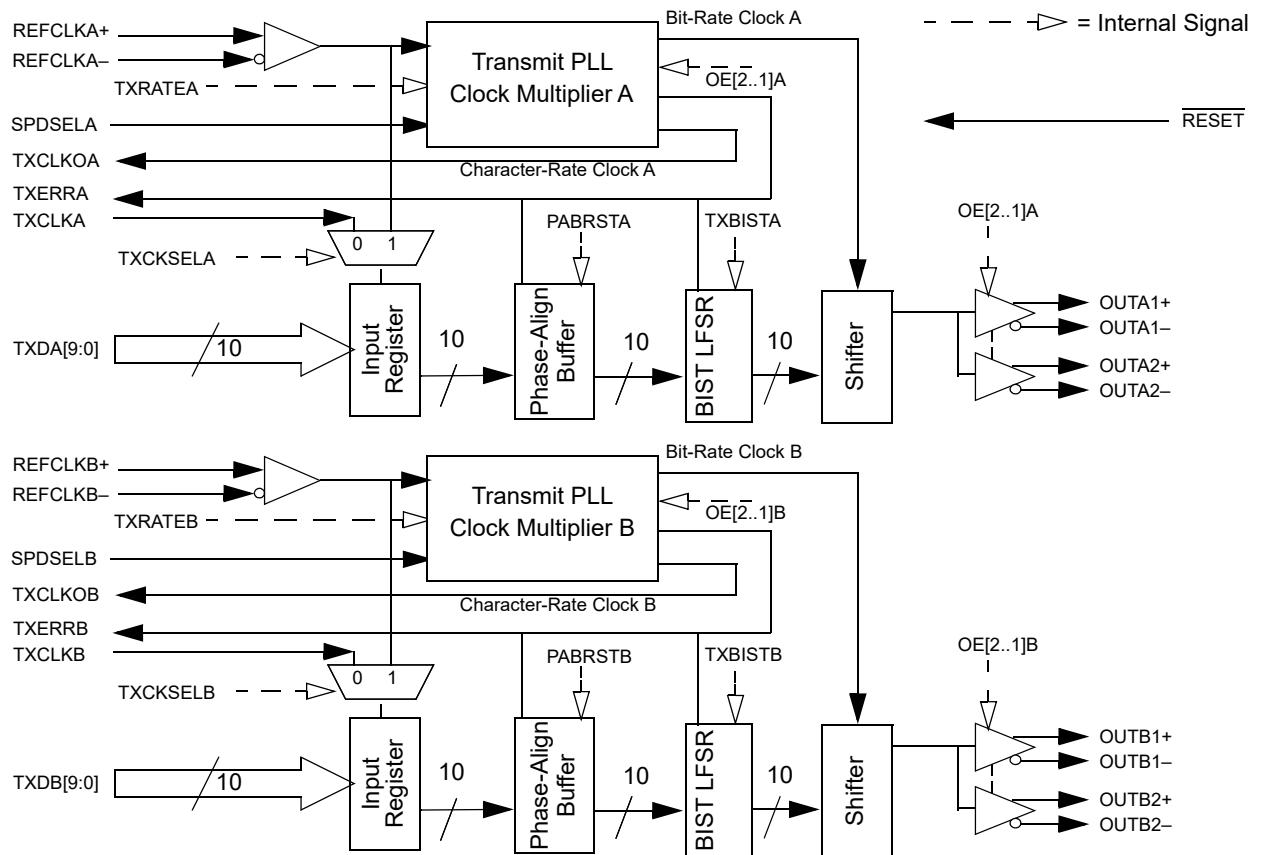 REFCLKA+
REFCLKA–
TXRATEA
SPDSELA
TXCLKOA
TXERRA
TXCLKA
TXCKSELA
TXDA[9:0]
10
0 1
Transmit PLL
Clock Multiplier A
Bit-Rate Clock A
OE[2..1]A
Character-Rate Clock A
= Internal Signal
RESET
PABRSTA
TXBISTA
OE[2..1]A
Input
Register
10
Phase-Align
Buffer
10
BIST LFSR
10
Shifter
OUTA1+
OUTA1–
OUTA2+
OUTA2–
REFCLKB+
REFCLKB–
TXRATEB
SPDSELB
TXCLKOB
TXERRB
TXCLKB
TXCKSELB
TXDB[9:0]
10
0 1
Transmit PLL
Clock Multiplier B
Bit-Rate Clock B
OE[2..1]B
Character-Rate Clock B
PABRSTB
TXBISTB
OE[2..1]B
Input
Register
10
Phase-Align
Buffer
10
BIST LFSR
10
Shifter
OUTB1+
OUTB1–
OUTB2+
OUTB2–